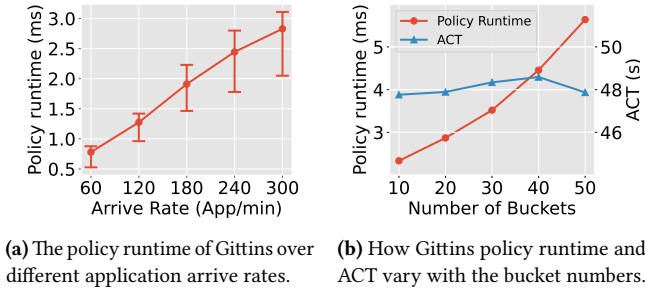 Policy runtime (ms)
3.0
2.5
2.0
1.5
1.0
0.5
60 120 180 240 300
Arrive Rate (App/min)
Policy runtime (ms)
5
4
3
Policy Runtime
ACT
50
48
46
ACT (s)
10 20 30 40 50
Number of Buckets
(a) The policy runtime of Gittins over
different application arrive rates.
(b) How Gittins policy runtime and
ACT vary with the bucket numbers.